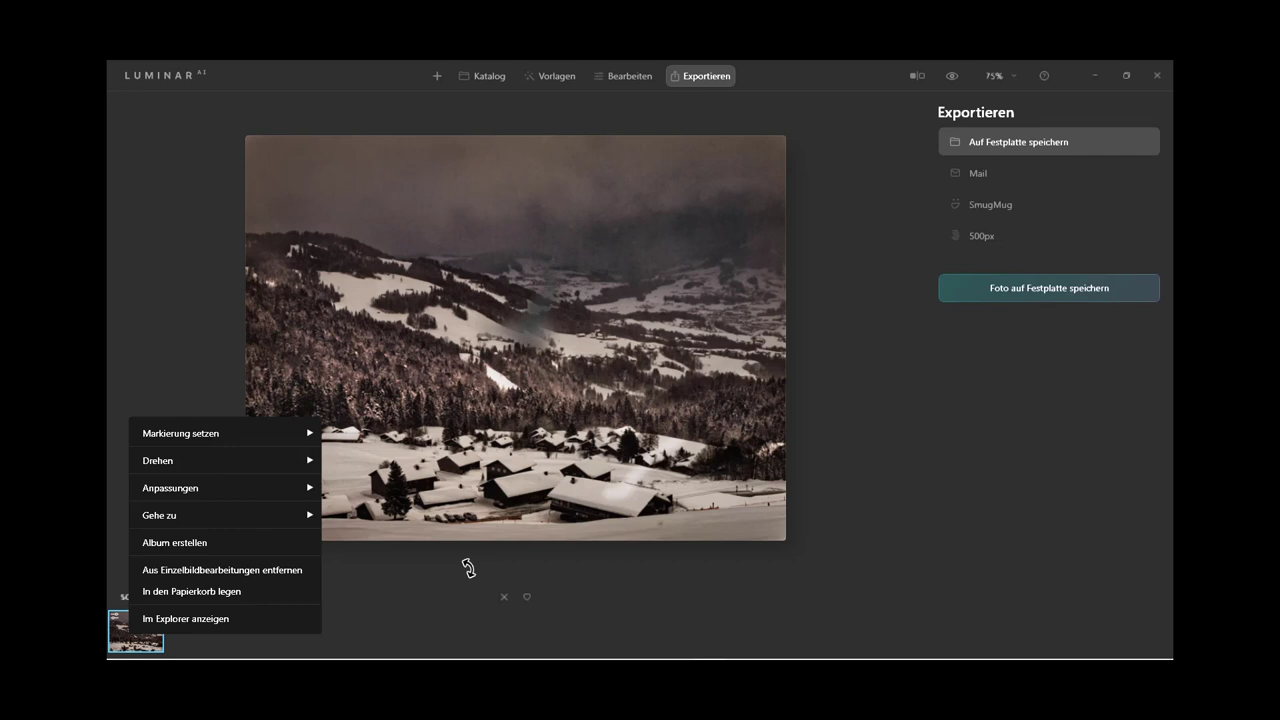 LUMINAR AI
Katalog
Vorlagen
Bearbeiten
Exportieren
75%
Exportieren
Auf Festplatte speichern
Mail
SmugMug
500px
Foto auf Festplatte speichern
Markierung setzen
Drehen
Anpassungen
Gehe zu
Album erstellen
Aus Einzelbildbearbeitungen entfernen
In den Papierkorb legen
Im Explorer anzeigen